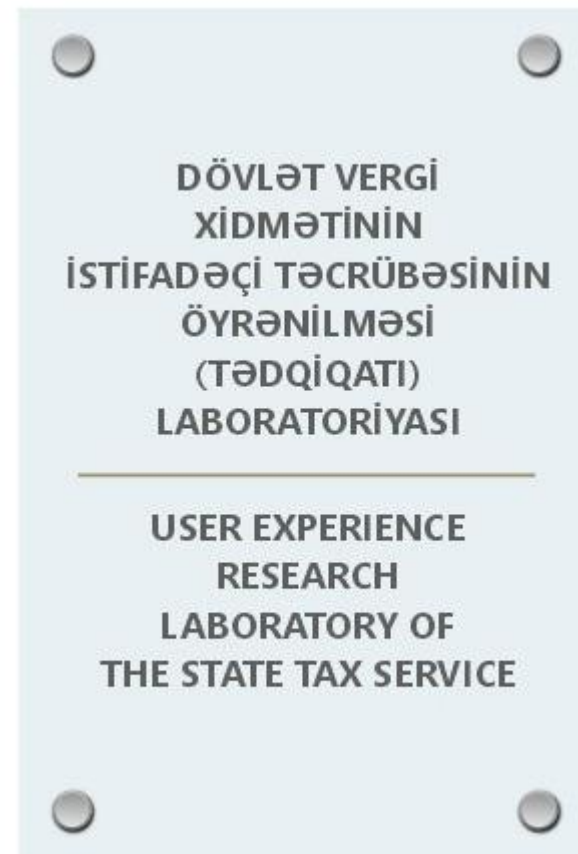 DÖVLƏT VERGİ
XİDMƏTİNİN
İSTİFADƏÇİ TƏCRÜBƏSİNİN
ÖYRƏNİLMƏSİ
(TƏDQİQATI)
LABORATORİYASI
USER EXPERIENCE
RESEARCH
LABORATORY OF
THE STATE TAX SERVICE